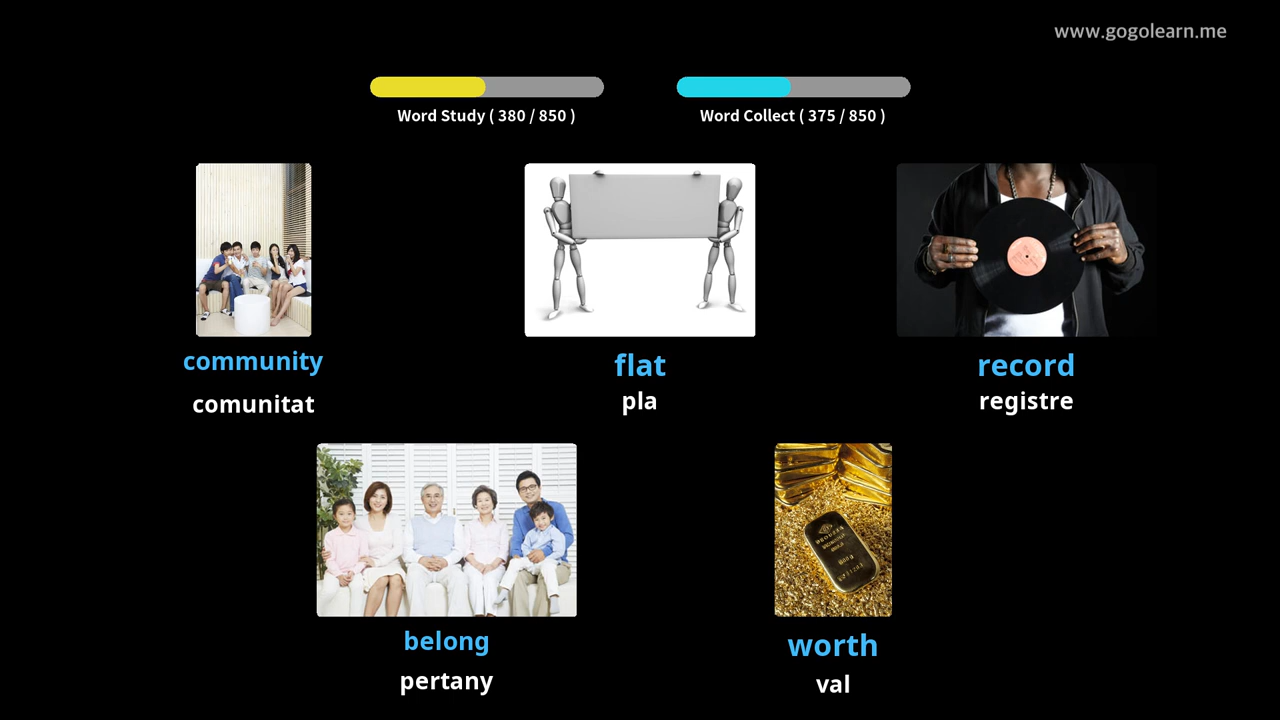 www.gogolearn.me
Word Study ( 380 / 850 )
Word Collect ( 375 / 850 )
community
comunitat
flat
pla
record
registre
belong
pertany
worth
val